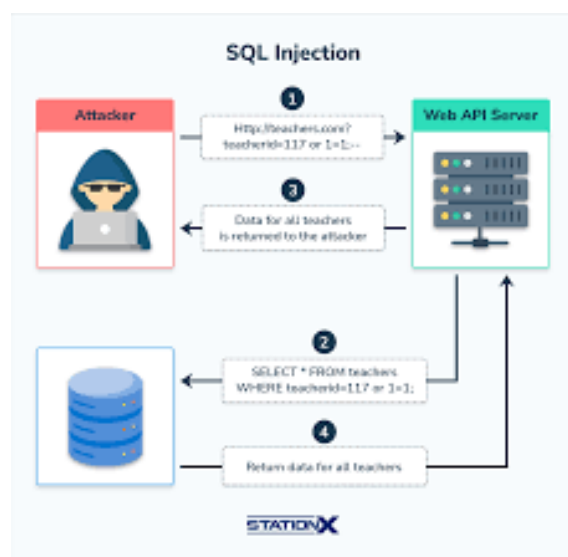 SQL Injection
Attacker
Web API Server
1
Http://teachers.com?
teacherid=117 or 1=1;--
3
Data for all teachers
is returned to the attacker
2
SELECT * FROM teachers
WHERE teacherid=117 or 1=1;
4
Return data for all teachers
STATIONX